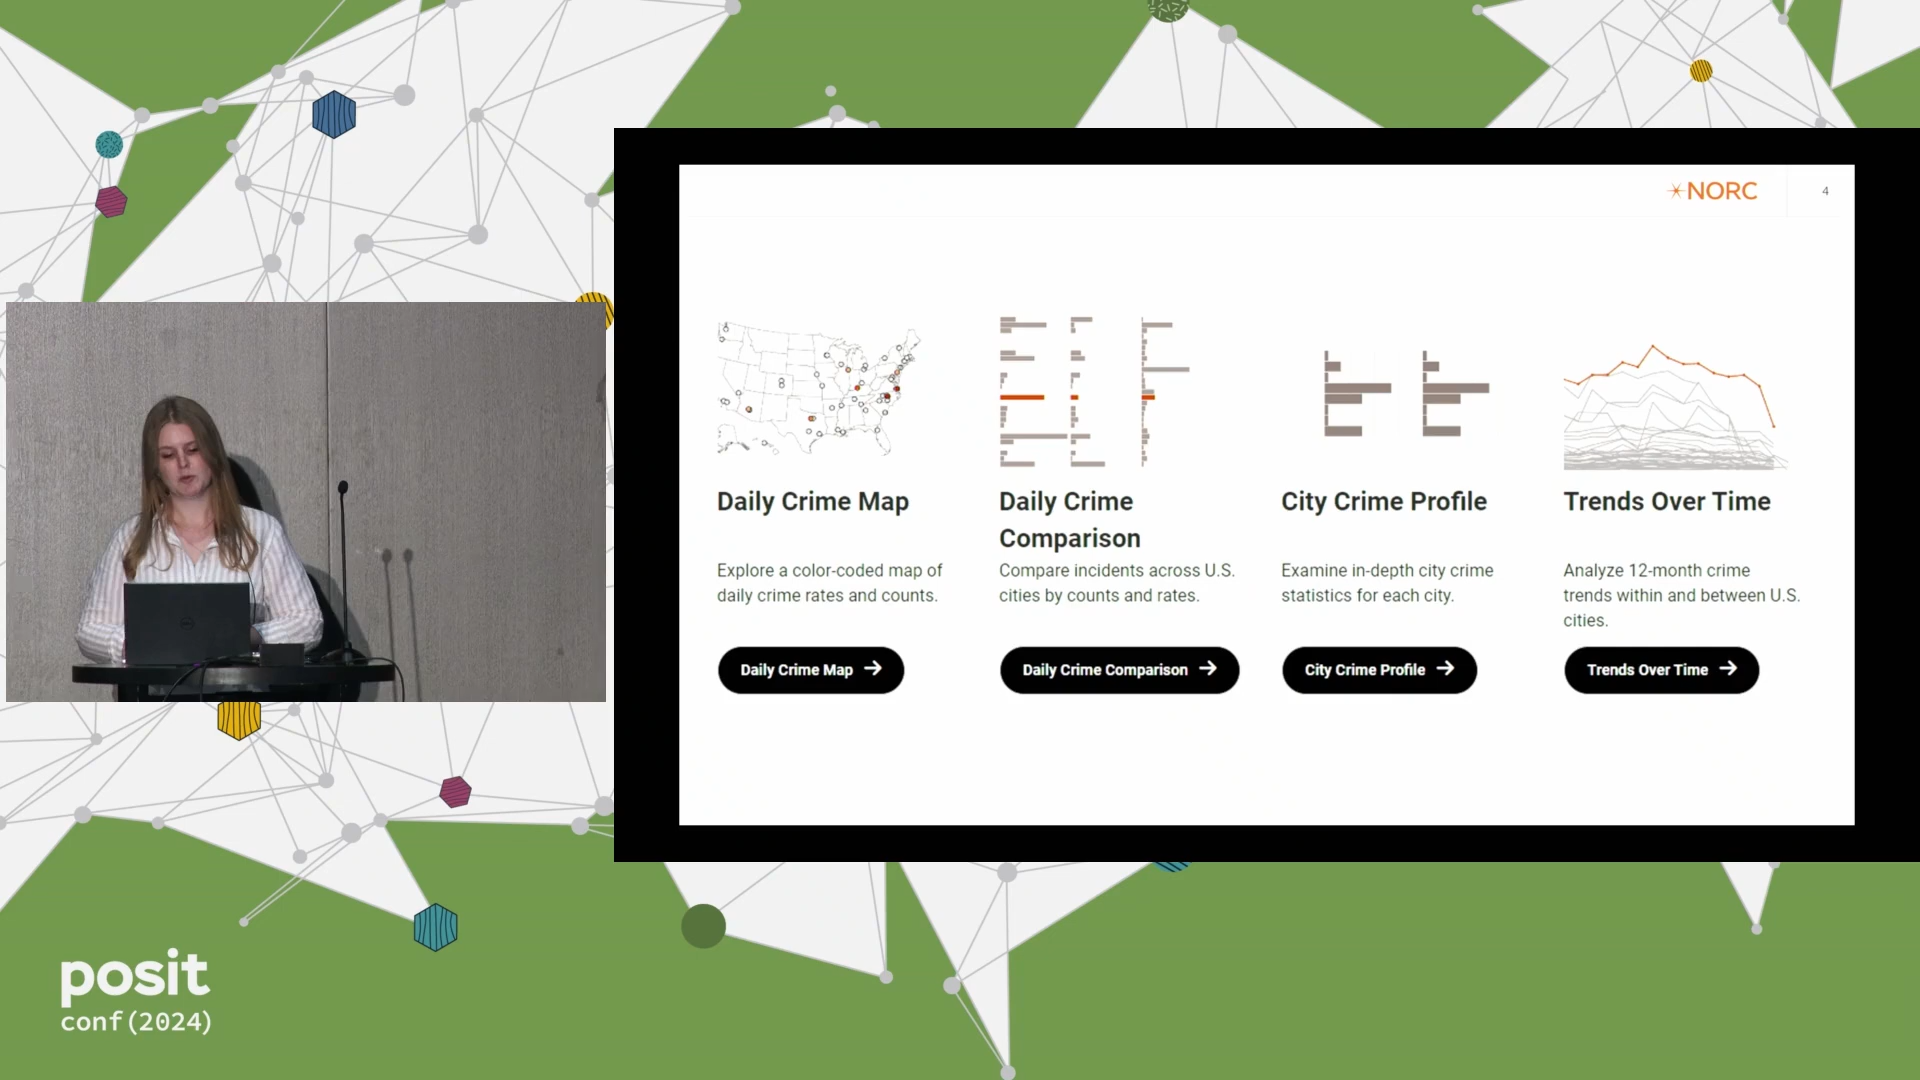 NORC
4
Daily Crime Map
Explore a color-coded map of
daily crime rates and counts.
Daily Crime Map
Daily Crime
Comparison
Compare incidents across U.S.
cities by counts and rates.
Daily Crime Comparison
City Crime Profile
Examine in-depth city crime
statistics for each city.
City Crime Profile
Trends Over Time
Analyze 12-month crime
trends within and between U.S.
cities.
Trends Over Time
posit
conf(2024)